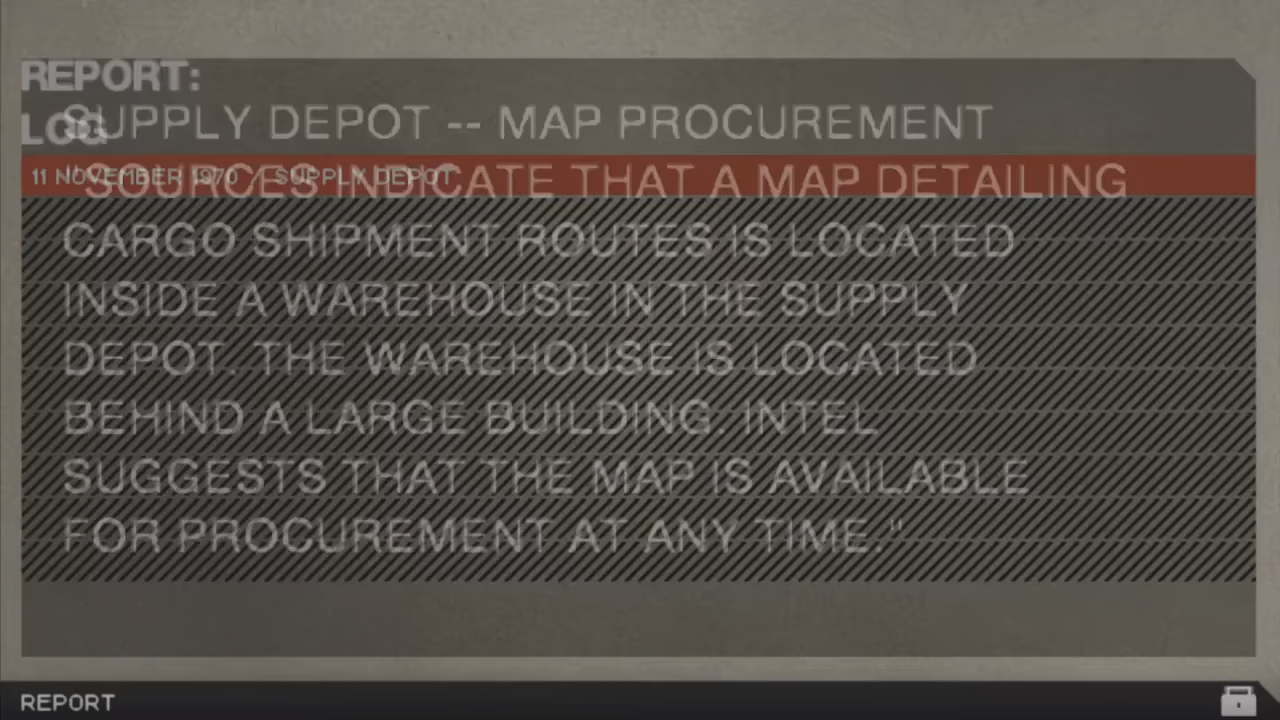 REPORT:
SUPPLY DEPOT -- MAP PROCUREMENT
LOG
11 NOVEMBER 1970 / SUPPLY DEPOT
"SOURCES INDICATE THAT A MAP DETAILING
CARGO SHIPMENT ROUTES IS LOCATED
INSIDE A WAREHOUSE IN THE SUPPLY
DEPOT. THE WAREHOUSE IS LOCATED
BEHIND A LARGE BUILDING. INTEL
SUGGESTS THAT THE MAP IS AVAILABLE
FOR PROCUREMENT AT ANY TIME."
REPORT